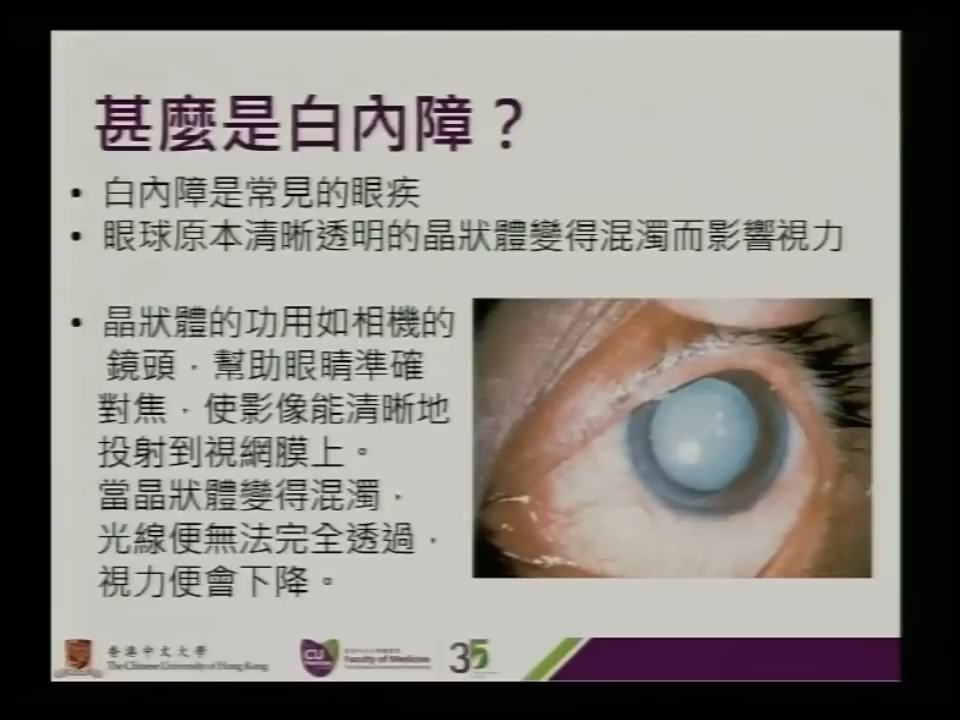 甚麼是白內障？
• 白內障是常見的眼疾
• 眼球原本清晰透明的晶狀體變得混濁而影響視力
• 晶狀體的功用如相機的
鏡頭，幫助眼睛準確
對焦，使影像能清晰地
投射到視網膜上。
當晶狀體變得混濁，
光線便無法完全透過，
視力便會下降。
香港中文大學
The Chinese University of Hong Kong
CU
Faculty of Medicine
35